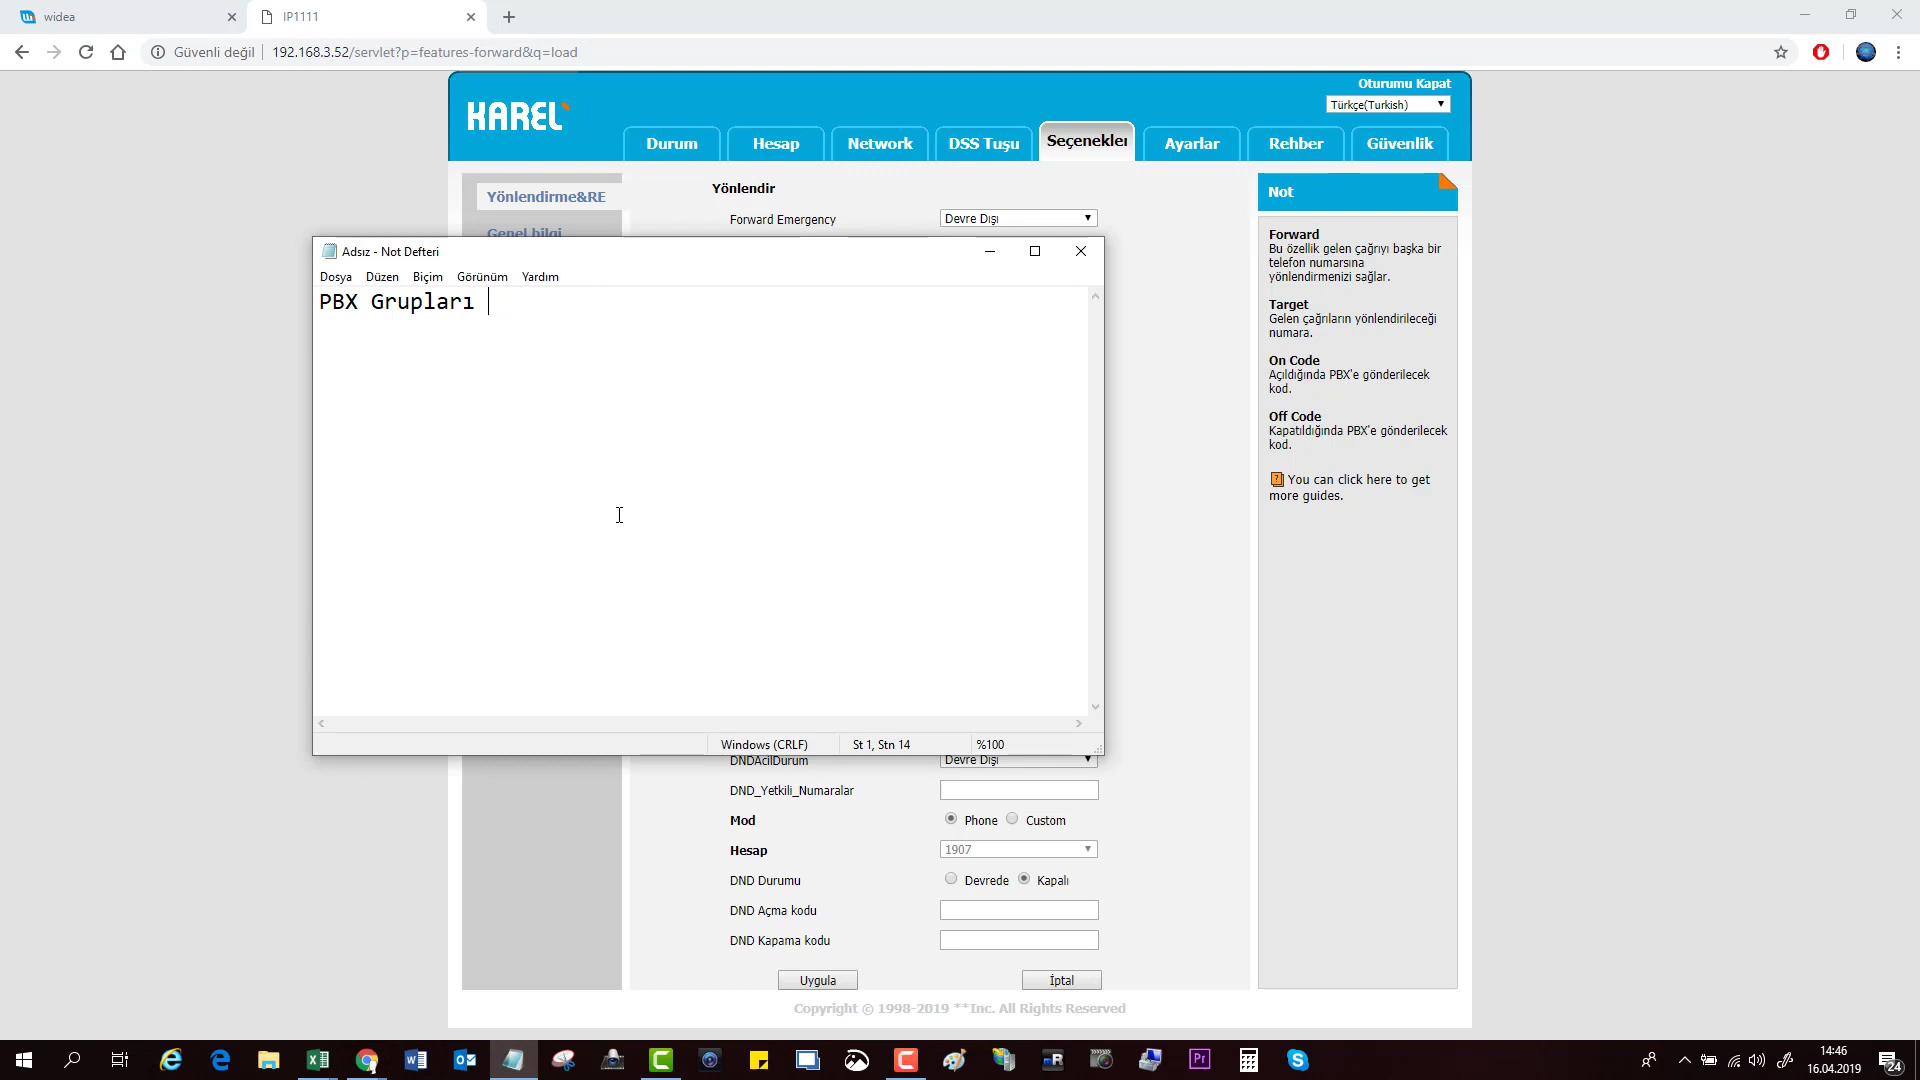 widea
IP1111
Güvenli değil
192.168.3.52/servlet?p=features-forward&q=load
Oturumu Kapat
Türkçe(Turkish)
KAREL
Durum
Hesap
Network
DSS Tuşu
Seçenekleı
Ayarlar
Rehber
Güvenlik
Yönlendirme&RE
Genel bilgi
Yönlendir
Forward Emergency
Devre Dışı
Adsız - Not Defteri
Dosya
Düzen
Biçim
Görünüm
Yardım
PBX Grupları
Windows (CRLF)
St 1, Stn 14
%100
DNDAcilDurum
Devre Dışı
DND_Yetkili_Numaralar
Mod
Phone
Custom
Hesap
1907
DND Durumu
Devrede
Kapalı
DND Açma kodu
DND Kapama kodu
Uygula
İptal
Not
Forward
Bu özellik gelen çağrıyı başka bir
telefon numarsına
yönlendirmenizi sağlar.
Target
Gelen çağrıların yönlendirileceği
numara.
On Code
Açıldığında PBX'e gönderilecek
kod.
Off Code
Kapatıldığında PBX'e gönderilecek
kod.
You can click here to get
more guides.
Copyright © 1998-2019 **Inc. All Rights Reserved
14:46
16.04.2019
24